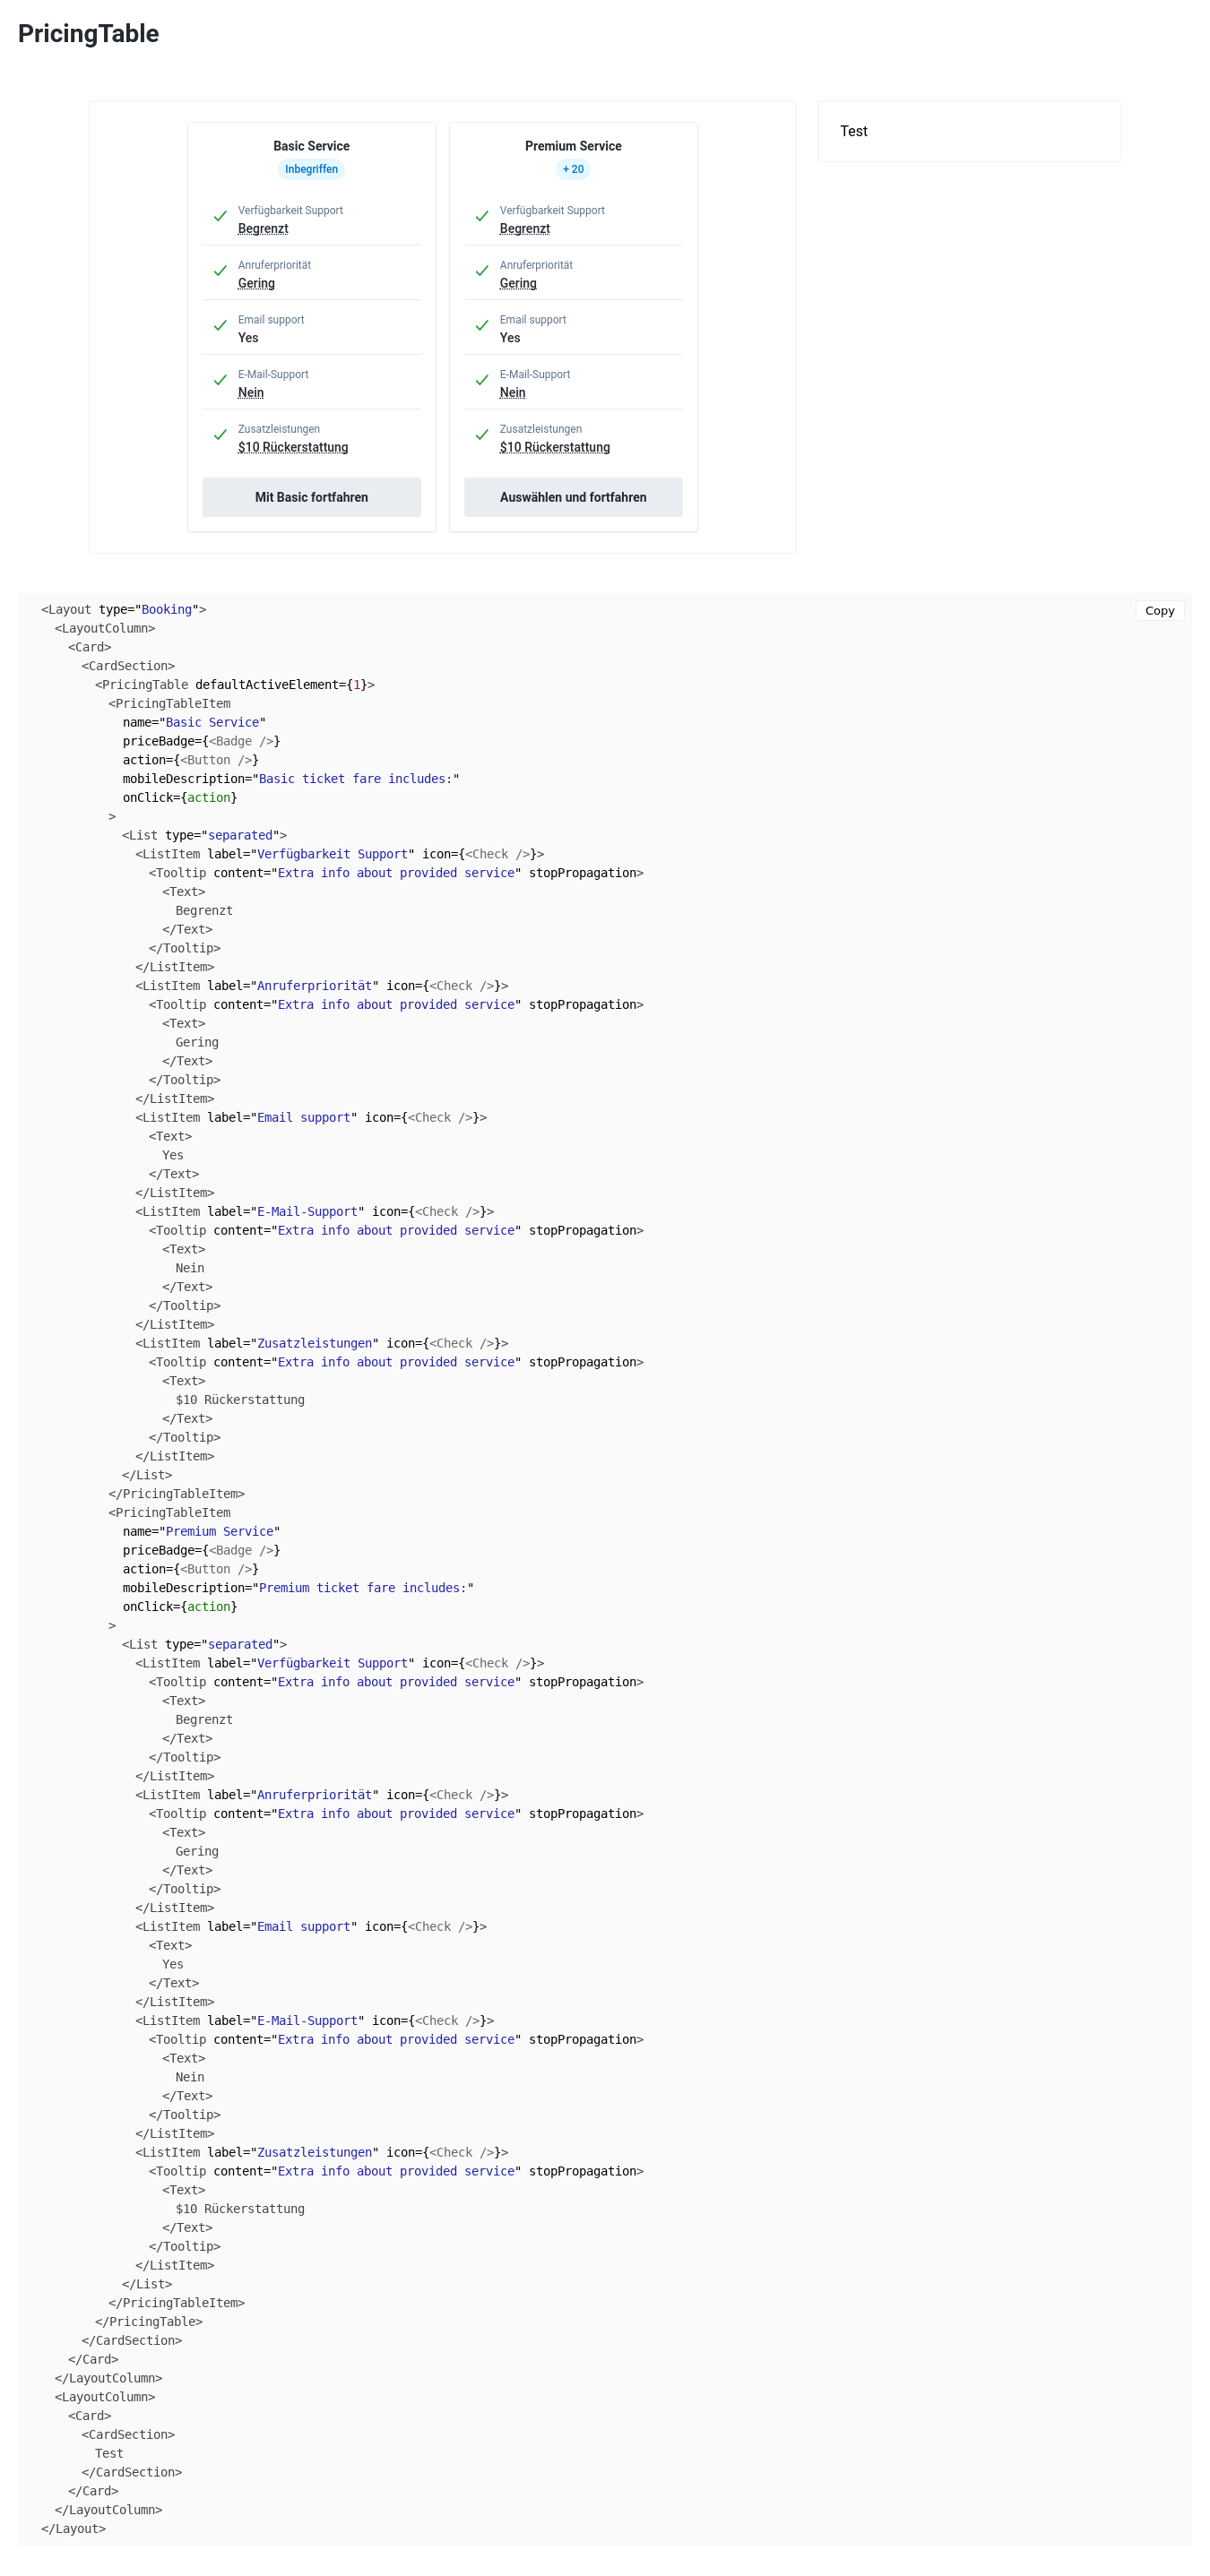 PricingTable
Basic Service
Inbegriffen
Verfügbarkeit Support
Begrenzt
Anruferpriorität
Gering
Email support
Yes
E-Mail-Support
Nein
Zusatzleistungen
$10 Rückerstattung
Mit Basic fortfahren
Premium Service
+ 20
Verfügbarkeit Support
Begrenzt
Anruferpriorität
Gering
Email support
Yes
E-Mail-Support
Nein
Zusatzleistungen
$10 Rückerstattung
Auswählen und fortfahren
Test
Copy
<Layout type="Booking">
<LayoutColumn>
<Card>
<CardSection>
<PricingTable defaultActiveElement={1}>
<PricingTableItem
name="Basic Service"
priceBadge={<Badge />}
action={<Button />}
mobileDescription="Basic ticket fare includes:"
onClick={action}
>
<List type="separated">
<ListItem label="Verfügbarkeit Support" icon={<Check />}>
<Tooltip content="Extra info about provided service" stopPropagation>
<Text>
Begrenzt
</Text>
</Tooltip>
</ListItem>
<ListItem label="Anruferpriorität" icon={<Check />}>
<Tooltip content="Extra info about provided service" stopPropagation>
<Text>
Gering
</Text>
</Tooltip>
</ListItem>
<ListItem label="Email support" icon={<Check />}>
<Text>
Yes
</Text>
</ListItem>
<ListItem label="E-Mail-Support" icon={<Check />}>
<Tooltip content="Extra info about provided service" stopPropagation>
<Text>
Nein
</Text>
</Tooltip>
</ListItem>
<ListItem label="Zusatzleistungen" icon={<Check />}>
<Tooltip content="Extra info about provided service" stopPropagation>
<Text>
$10 Rückerstattung
</Text>
</Tooltip>
</ListItem>
</List>
</PricingTableItem>
<PricingTableItem
name="Premium Service"
priceBadge={<Badge />}
action={<Button />}
mobileDescription="Premium ticket fare includes:"
onClick={action}
>
<List type="separated">
<ListItem label="Verfügbarkeit Support" icon={<Check />}>
<Tooltip content="Extra info about provided service" stopPropagation>
<Text>
Begrenzt
</Text>
</Tooltip>
</ListItem>
<ListItem label="Anruferpriorität" icon={<Check />}>
<Tooltip content="Extra info about provided service" stopPropagation>
<Text>
Gering
</Text>
</Tooltip>
</ListItem>
<ListItem label="Email support" icon={<Check />}>
<Text>
Yes
</Text>
</ListItem>
<ListItem label="E-Mail-Support" icon={<Check />}>
<Tooltip content="Extra info about provided service" stopPropagation>
<Text>
Nein
</Text>
</Tooltip>
</ListItem>
<ListItem label="Zusatzleistungen" icon={<Check />}>
<Tooltip content="Extra info about provided service" stopPropagation>
<Text>
$10 Rückerstattung
</Text>
</Tooltip>
</ListItem>
</List>
</PricingTableItem>
</PricingTable>
</CardSection>
</Card>
</LayoutColumn>
<LayoutColumn>
<Card>
<CardSection>
Test
</CardSection>
</Card>
</LayoutColumn>
</Layout>